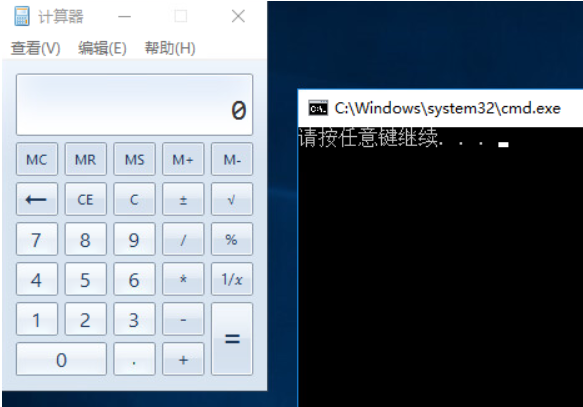 计算器
查看(V) 编辑(E) 帮助(H)
0
MC MR MS M+ M-
← CE C ± √
7 8 9 / %
4 5 6 * 1/x
1 2 3 - =
0 . +
C:\Windows\system32\cmd.exe
请按任意键继续. . .